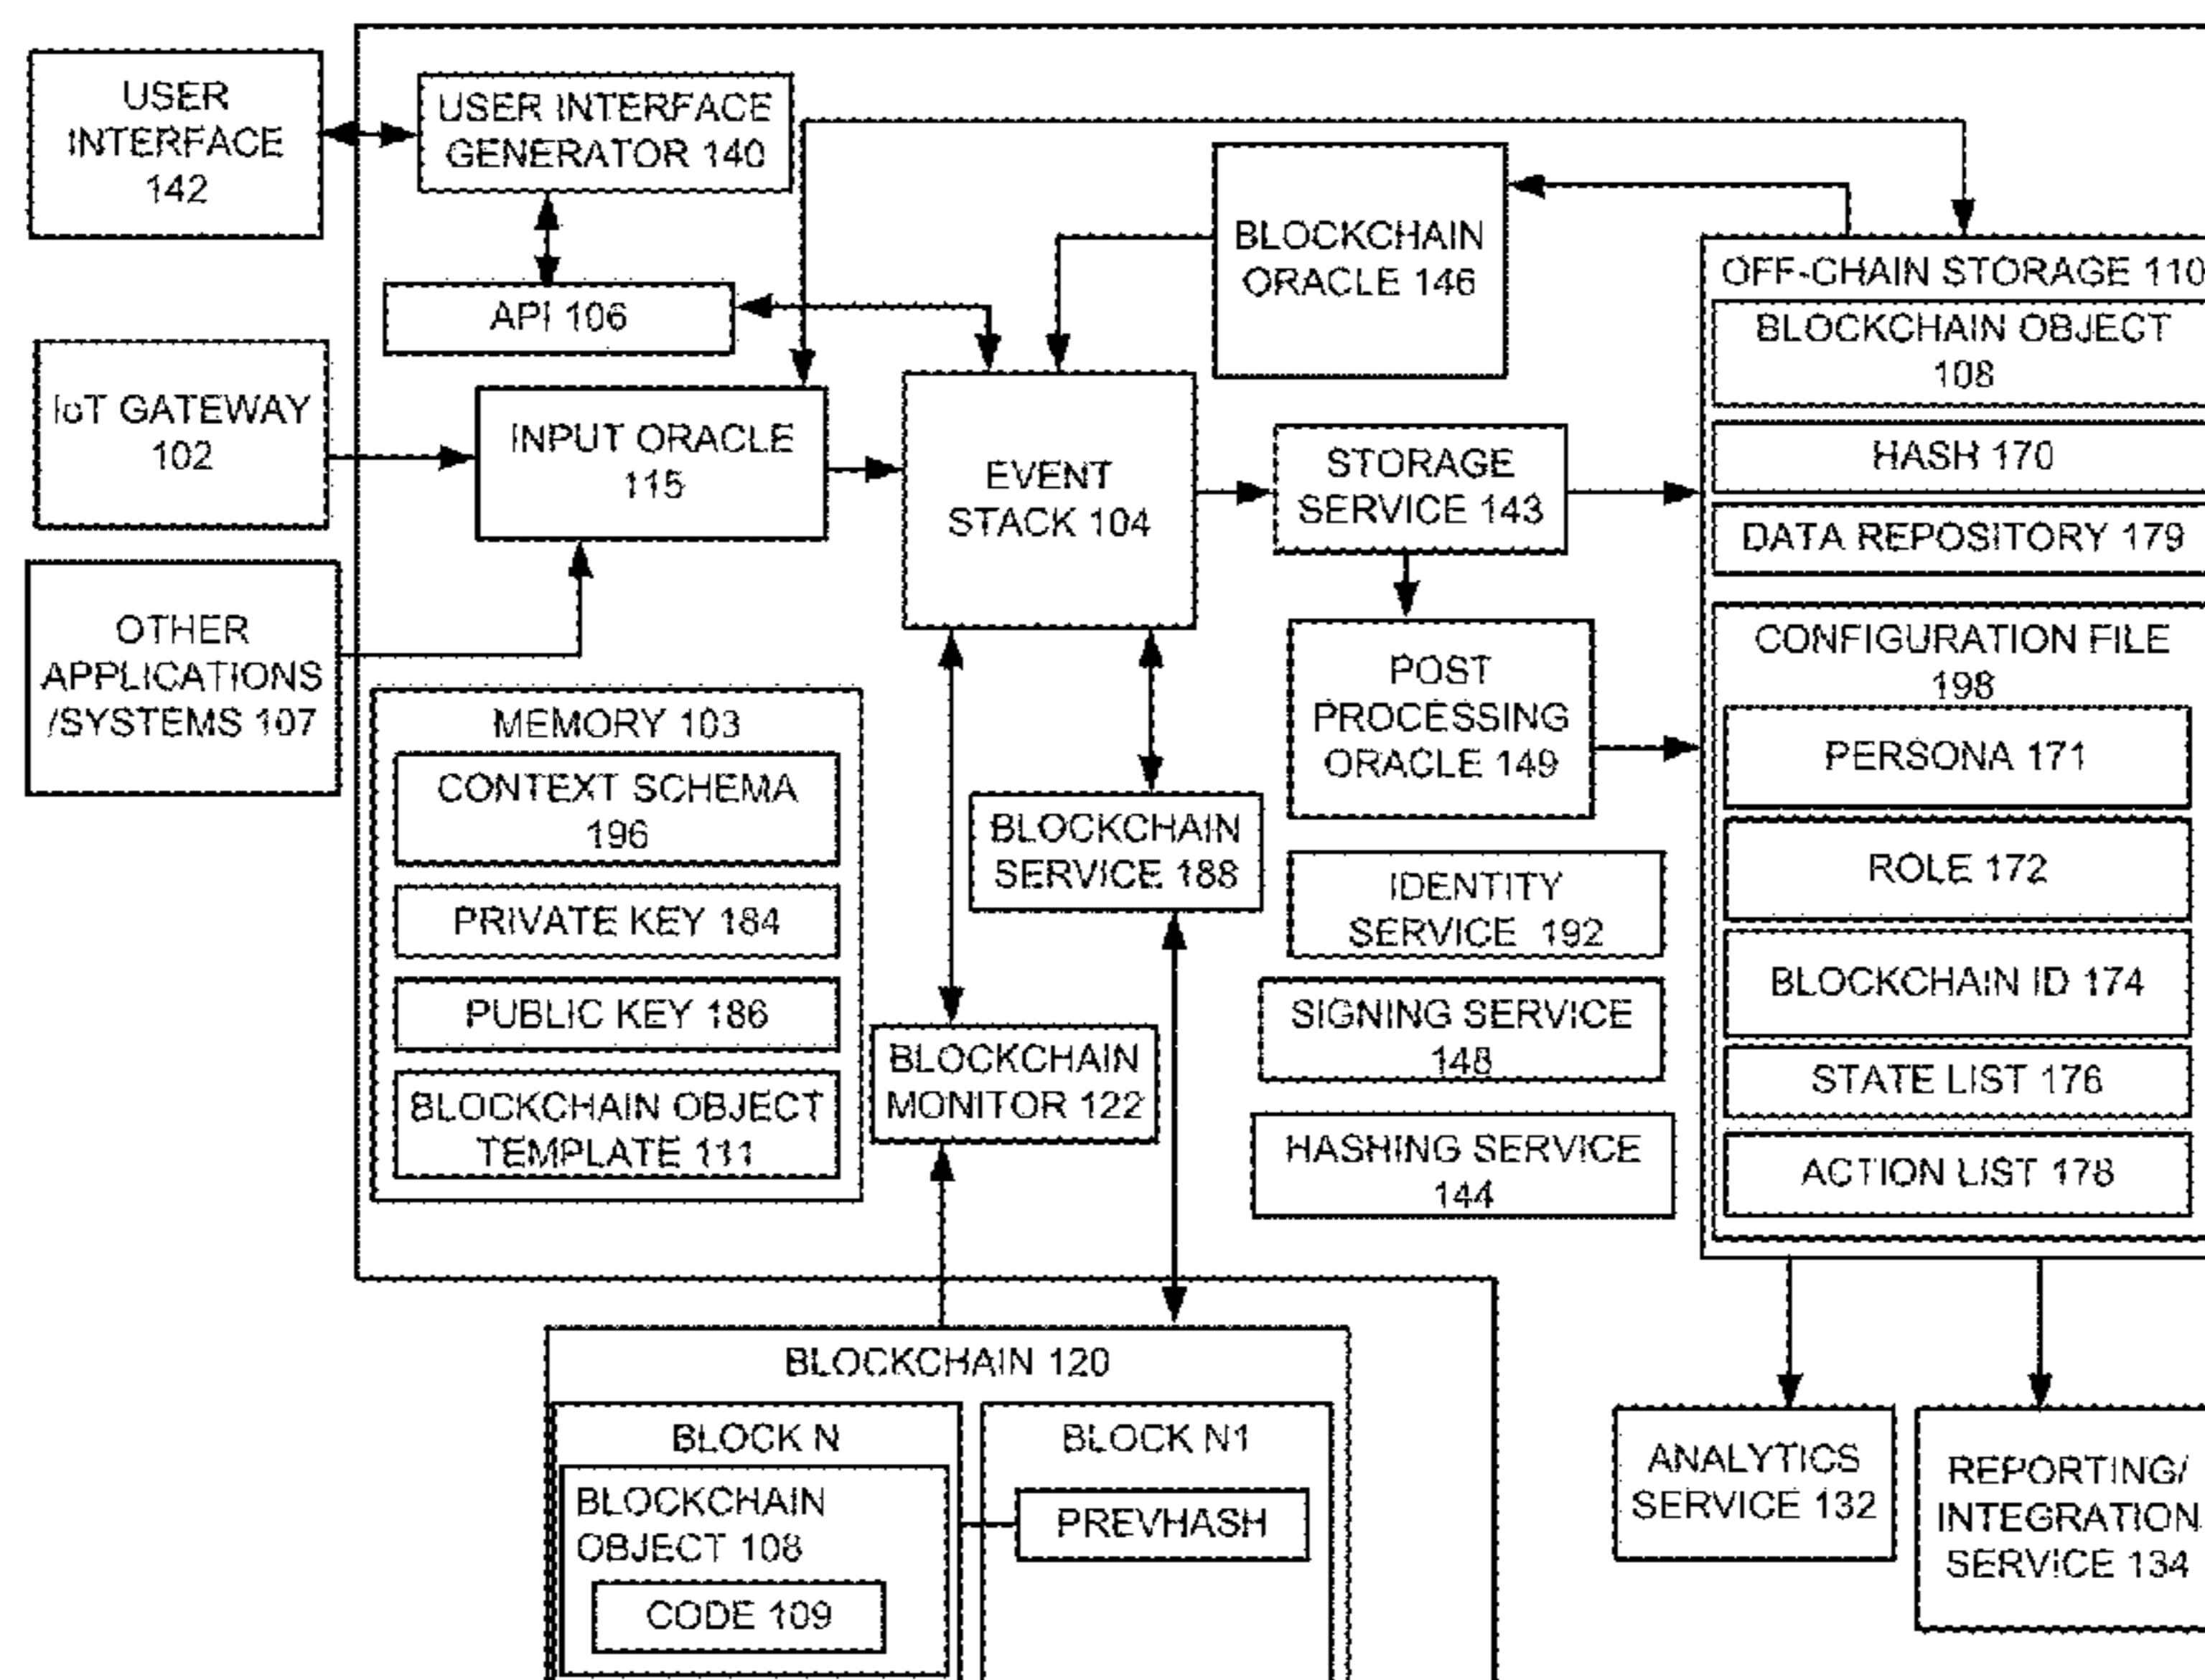 USER
INTERFACE
142
USER INTERFACE
GENERATOR 140
API 106
BLOCKCHAIN
ORACLE 146
IoT GATEWAY
102
INPUT ORACLE
115
EVENT
STACK 104
STORAGE
SERVICE 143
OTHER
APPLICATIONS
/SYSTEMS 107
POST
PROCESSING
ORACLE 149
MEMORY 103
CONTEXT SCHEMA
196
PRIVATE KEY 184
PUBLIC KEY 186
BLOCKCHAIN OBJECT
TEMPLATE 111
BLOCKCHAIN
SERVICE 188
BLOCKCHAIN
MONITOR 122
IDENTITY
SERVICE 192
SIGNING SERVICE
148
HASHING SERVICE
144
OFF-CHAIN STORAGE 110
BLOCKCHAIN OBJECT
108
HASH 170
DATA REPOSITORY 179
CONFIGURATION FILE
198
PERSONA 171
ROLE 172
BLOCKCHAIN ID 174
STATE LIST 176
ACTION LIST 178
BLOCKCHAIN 120
BLOCK N
BLOCKCHAIN
OBJECT 108
CODE 109
BLOCK N1
PREVHASH
ANALYTICS
SERVICE 132
REPORTING/
INTEGRATION
SERVICE 134